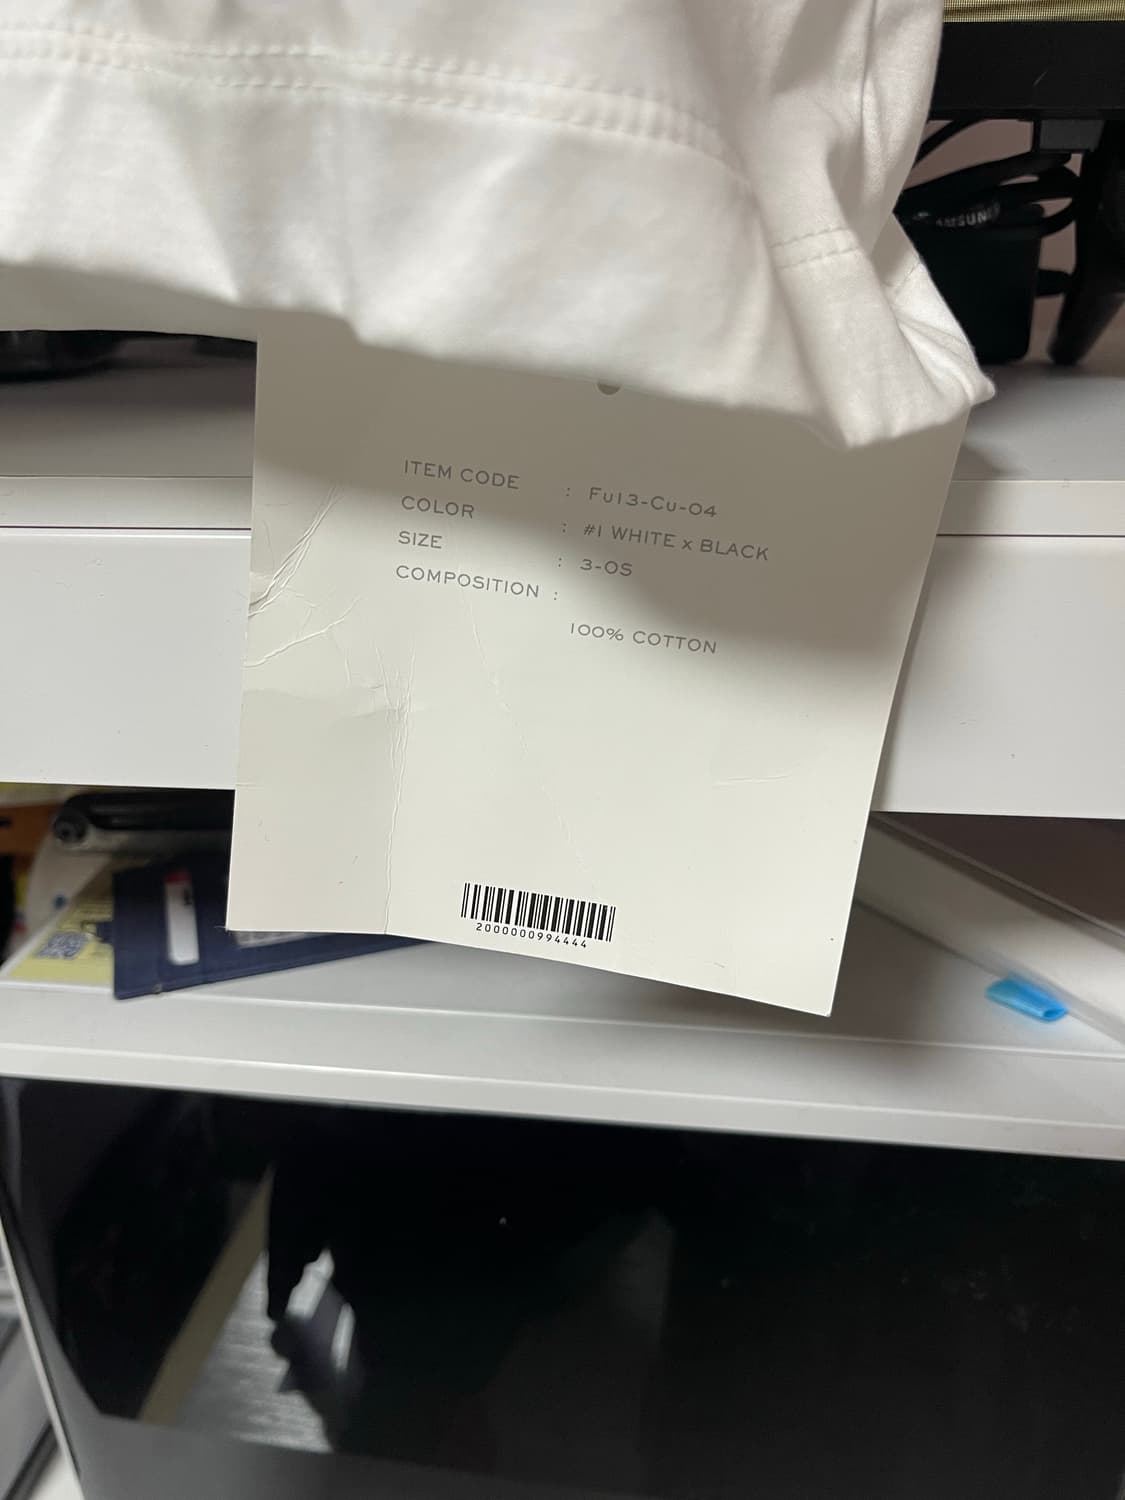 ITEM CODE : Fu13-Cu-04
COLOR : #1 WHITE x BLACK
SIZE : 3-OS
COMPOSITION :
100% COTTON
2000000994444